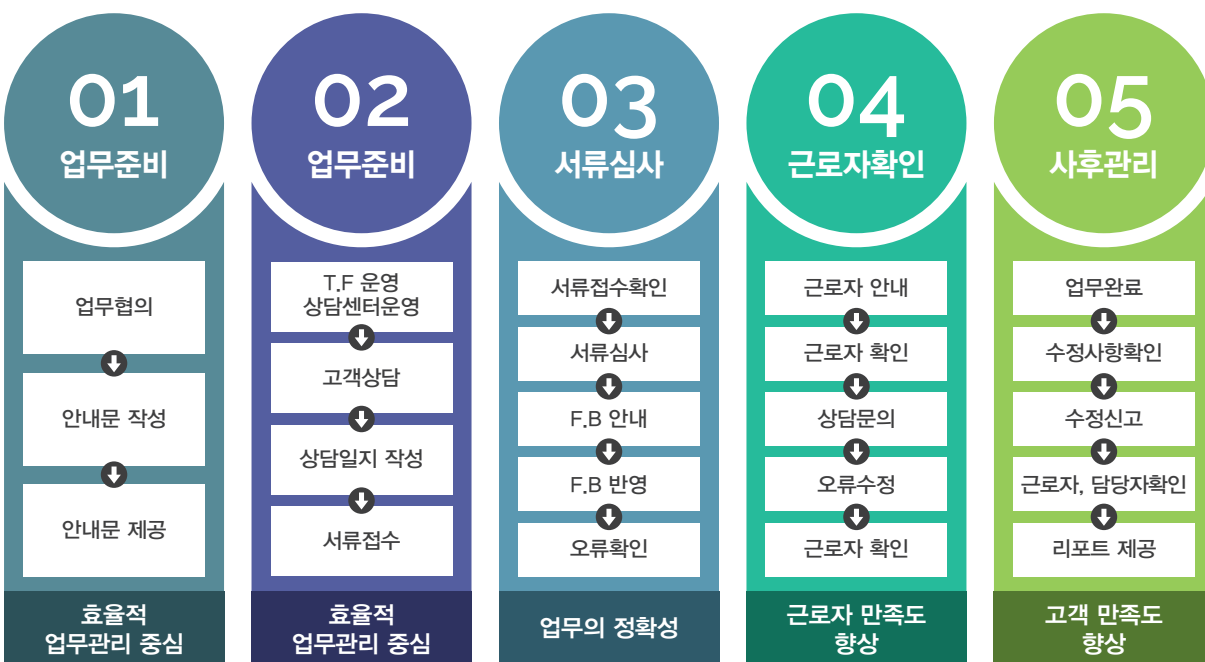 01
업무준비
업무협의
안내문 작성
안내문 제공
효율적
업무관리 중심
02
업무준비
T.F 운영
상담센터운영
고객상담
상담일지 작성
서류접수
효율적
업무관리 중심
03
서류심사
서류접수확인
서류심사
F.B 안내
F.B 반영
오류확인
업무의 정확성
04
근로자확인
근로자 안내
근로자 확인
상담문의
오류수정
근로자 확인
근로자 만족도
향상
05
사후관리
업무완료
수정사항확인
수정신고
근로자, 담당자확인
리포트 제공
고객 만족도
향상